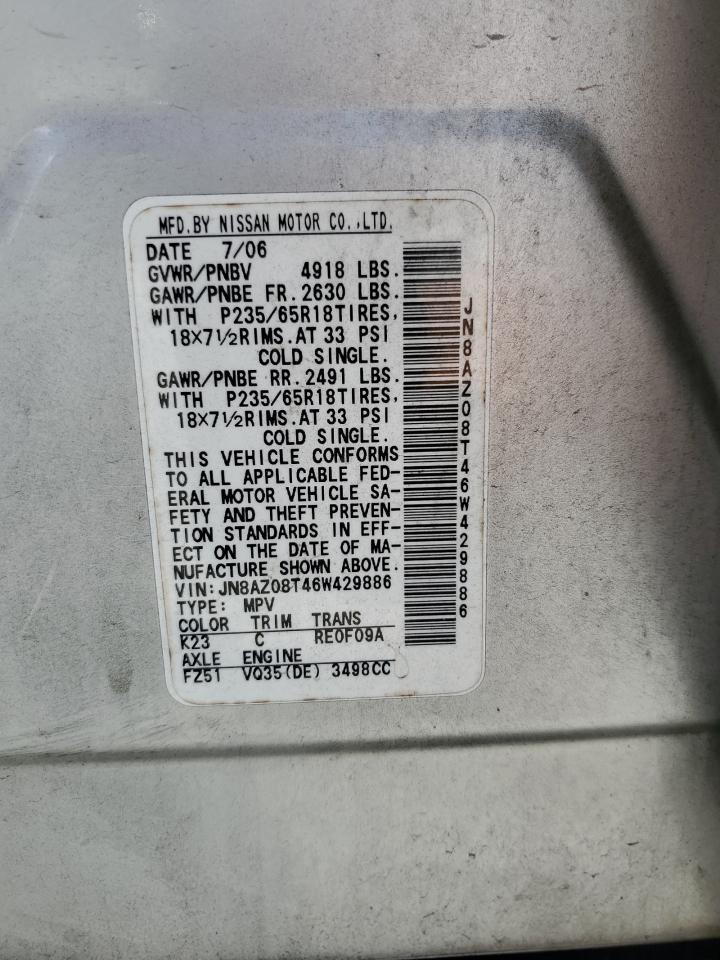 MFD.BY NISSAN MOTOR CO.,LTD.
DATE 7/06
GVWR/PNBV 4918 LBS.
GAWR/PNBE FR. 2630 LBS.
WITH P235/65R18TIRES,
18×7½RIMS.AT 33 PSI
COLD SINGLE.
GAWR/PNBE RR. 2491 LBS.
WITH P235/65R18TIRES,
18×7½RIMS.AT 33 PSI
COLD SINGLE.
THIS VEHICLE CONFORMS
TO ALL APPLICABLE FED-
ERAL MOTOR VEHICLE SA-
FETY AND THEFT PREVEN-
TION STANDARDS IN EFF-
ECT ON THE DATE OF MA-
NUFACTURE SHOWN ABOVE.
VIN: JN8AZ08T46W429886
TYPE: MPV
COLOR TRIM TRANS
K23 C RE0F09A
AXLE ENGINE
FZ51 VQ35(DE) 3498CC
JN8AZ08T46W429886